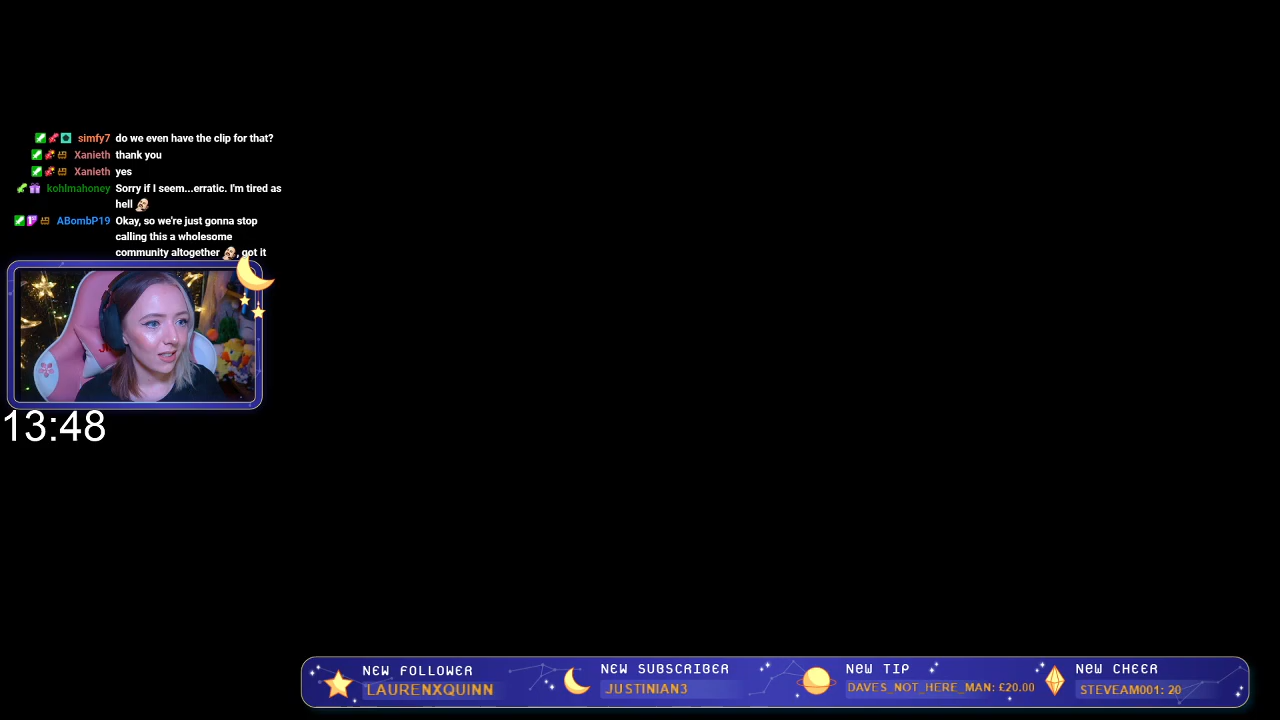 simfy7 do we even have the clip for that?
Xanieth thank you
Xanieth yes
kohlmahoney Sorry if I seem...erratic. I'm tired as
hell
ABombP19 Okay, so we're just gonna stop
calling this a wholesome
community altogether , got it
13:48
NEW FOLLOWER
LAURENXQUINN
NEW SUBSCRIBER
JUSTINIAN3
NEW TIP
DAVES_NOT_HERE_MAN: £20.00
NEW CHEER
STEVEAM001: 20